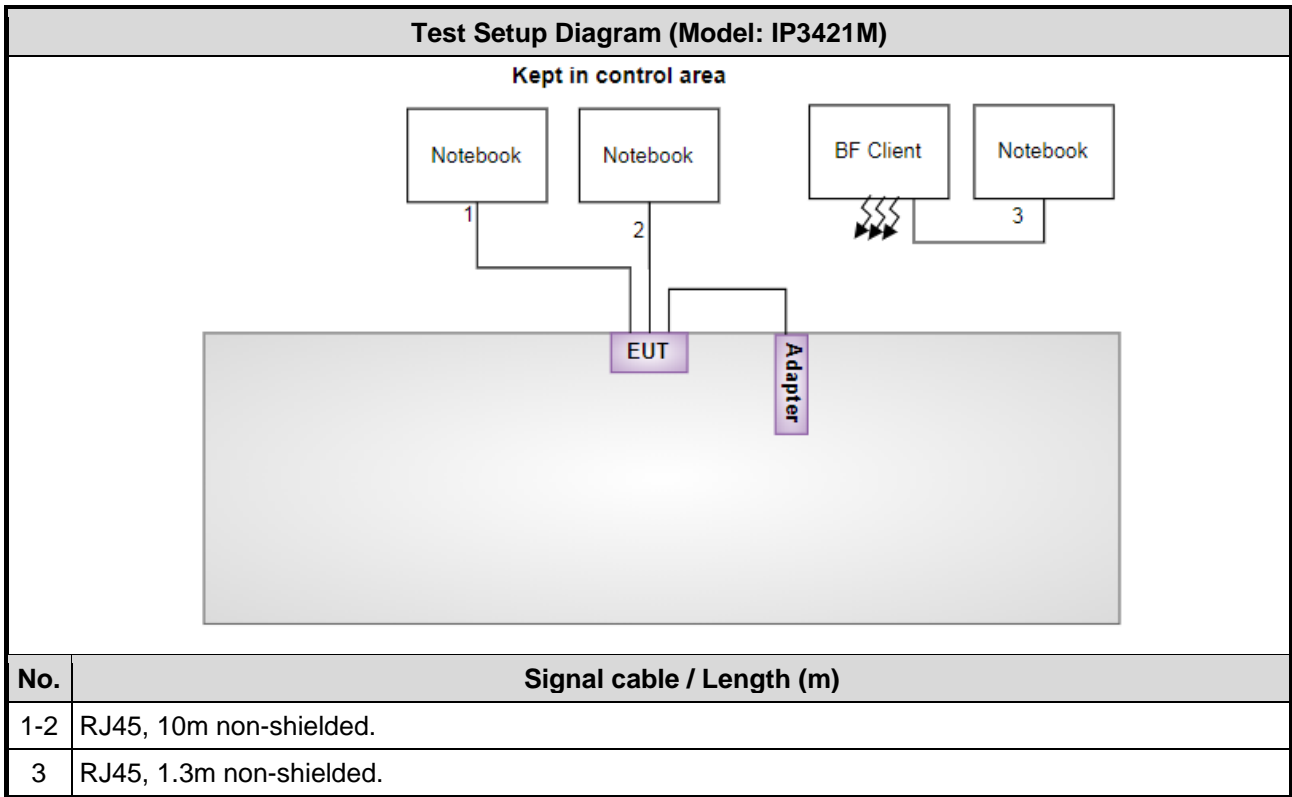 Test Setup Diagram (Model: IP3421M)
Kept in control area
Notebook
Notebook
BF Client
Notebook
1
2
3
EUT
Adapter
No. Signal cable / Length (m)
1-2 RJ45, 10m non-shielded.
3 RJ45, 1.3m non-shielded.